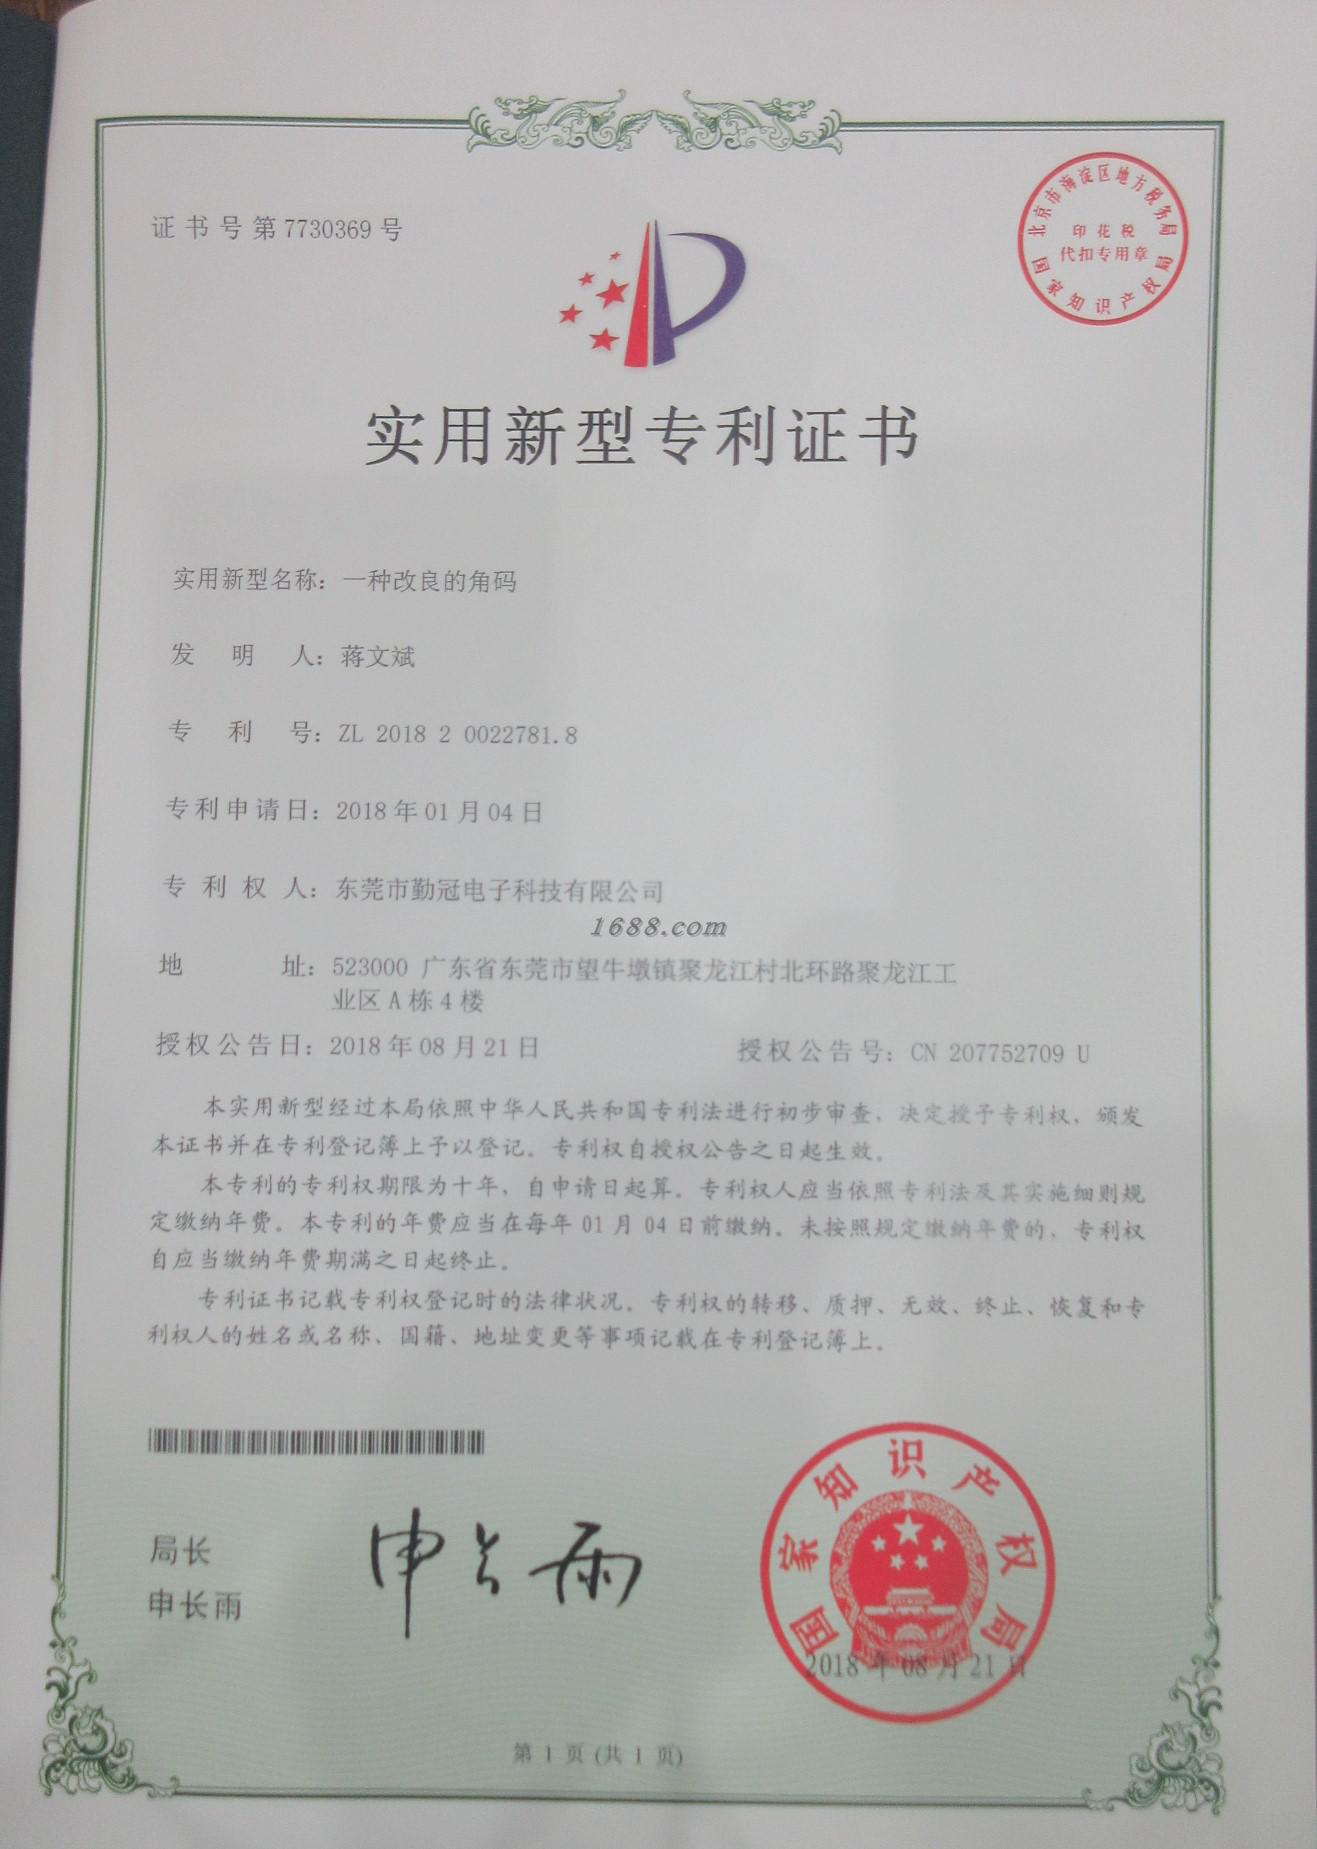 证书号第7730369号
北京市海淀区地方税务局
印花税
代扣专用章
国家知识产权局
实用新型专利证书
实用新型名称：一种改良的角码
发明人：蒋文斌
专利号：ZL 2018 2 0022781.8
专利申请日：2018年01月04日
专利权人：东莞市勤冠电子科技有限公司
1688.com
地址：523000 广东省东莞市望牛墩镇聚龙江村北环路聚龙江工
业区A栋4楼
授权公告日：2018年08月21日 授权公告号：CN 207752709 U
本实用新型经过本局依照中华人民共和国专利法进行初步审查，决定授予专利权，颁发
本证书并在专利登记簿上予以登记。专利权自授权公告之日起生效。
本专利的专利权期限为十年，自申请日起算。专利权人应当依照专利法及其实施细则规
定缴纳年费。本专利的年费应当在每年01月04日前缴纳。未按照规定缴纳年费的，专利权
自应当缴纳年费期满之日起终止。
专利证书记载专利权登记时的法律状况。专利权的转移、质押、无效、终止、恢复和专
利权人的姓名或名称、国籍、地址变更等事项记载在专利登记簿上。
局长
申长雨
申长雨
国家知识产权局
2018年08月21日
第1页(共1页)